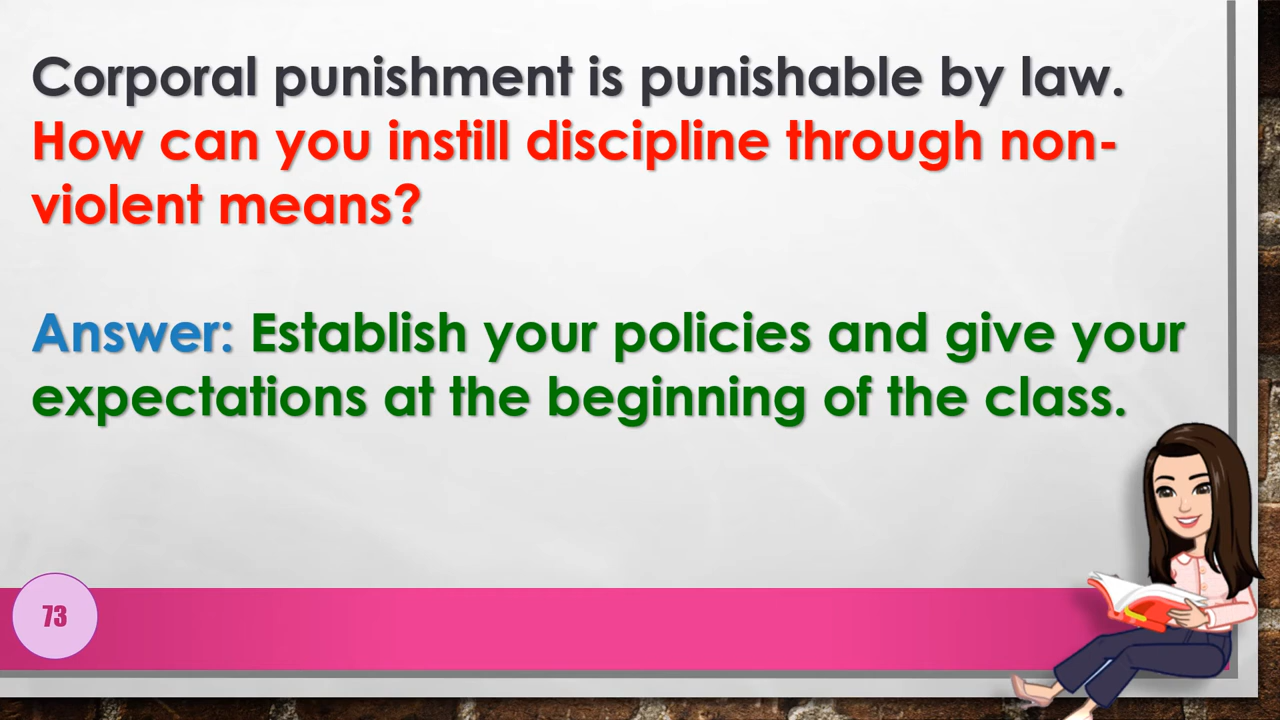 Corporal punishment is punishable by law.
How can you instill discipline through non-
violent means?
Answer: Establish your policies and give your
expectations at the beginning of the class.
73